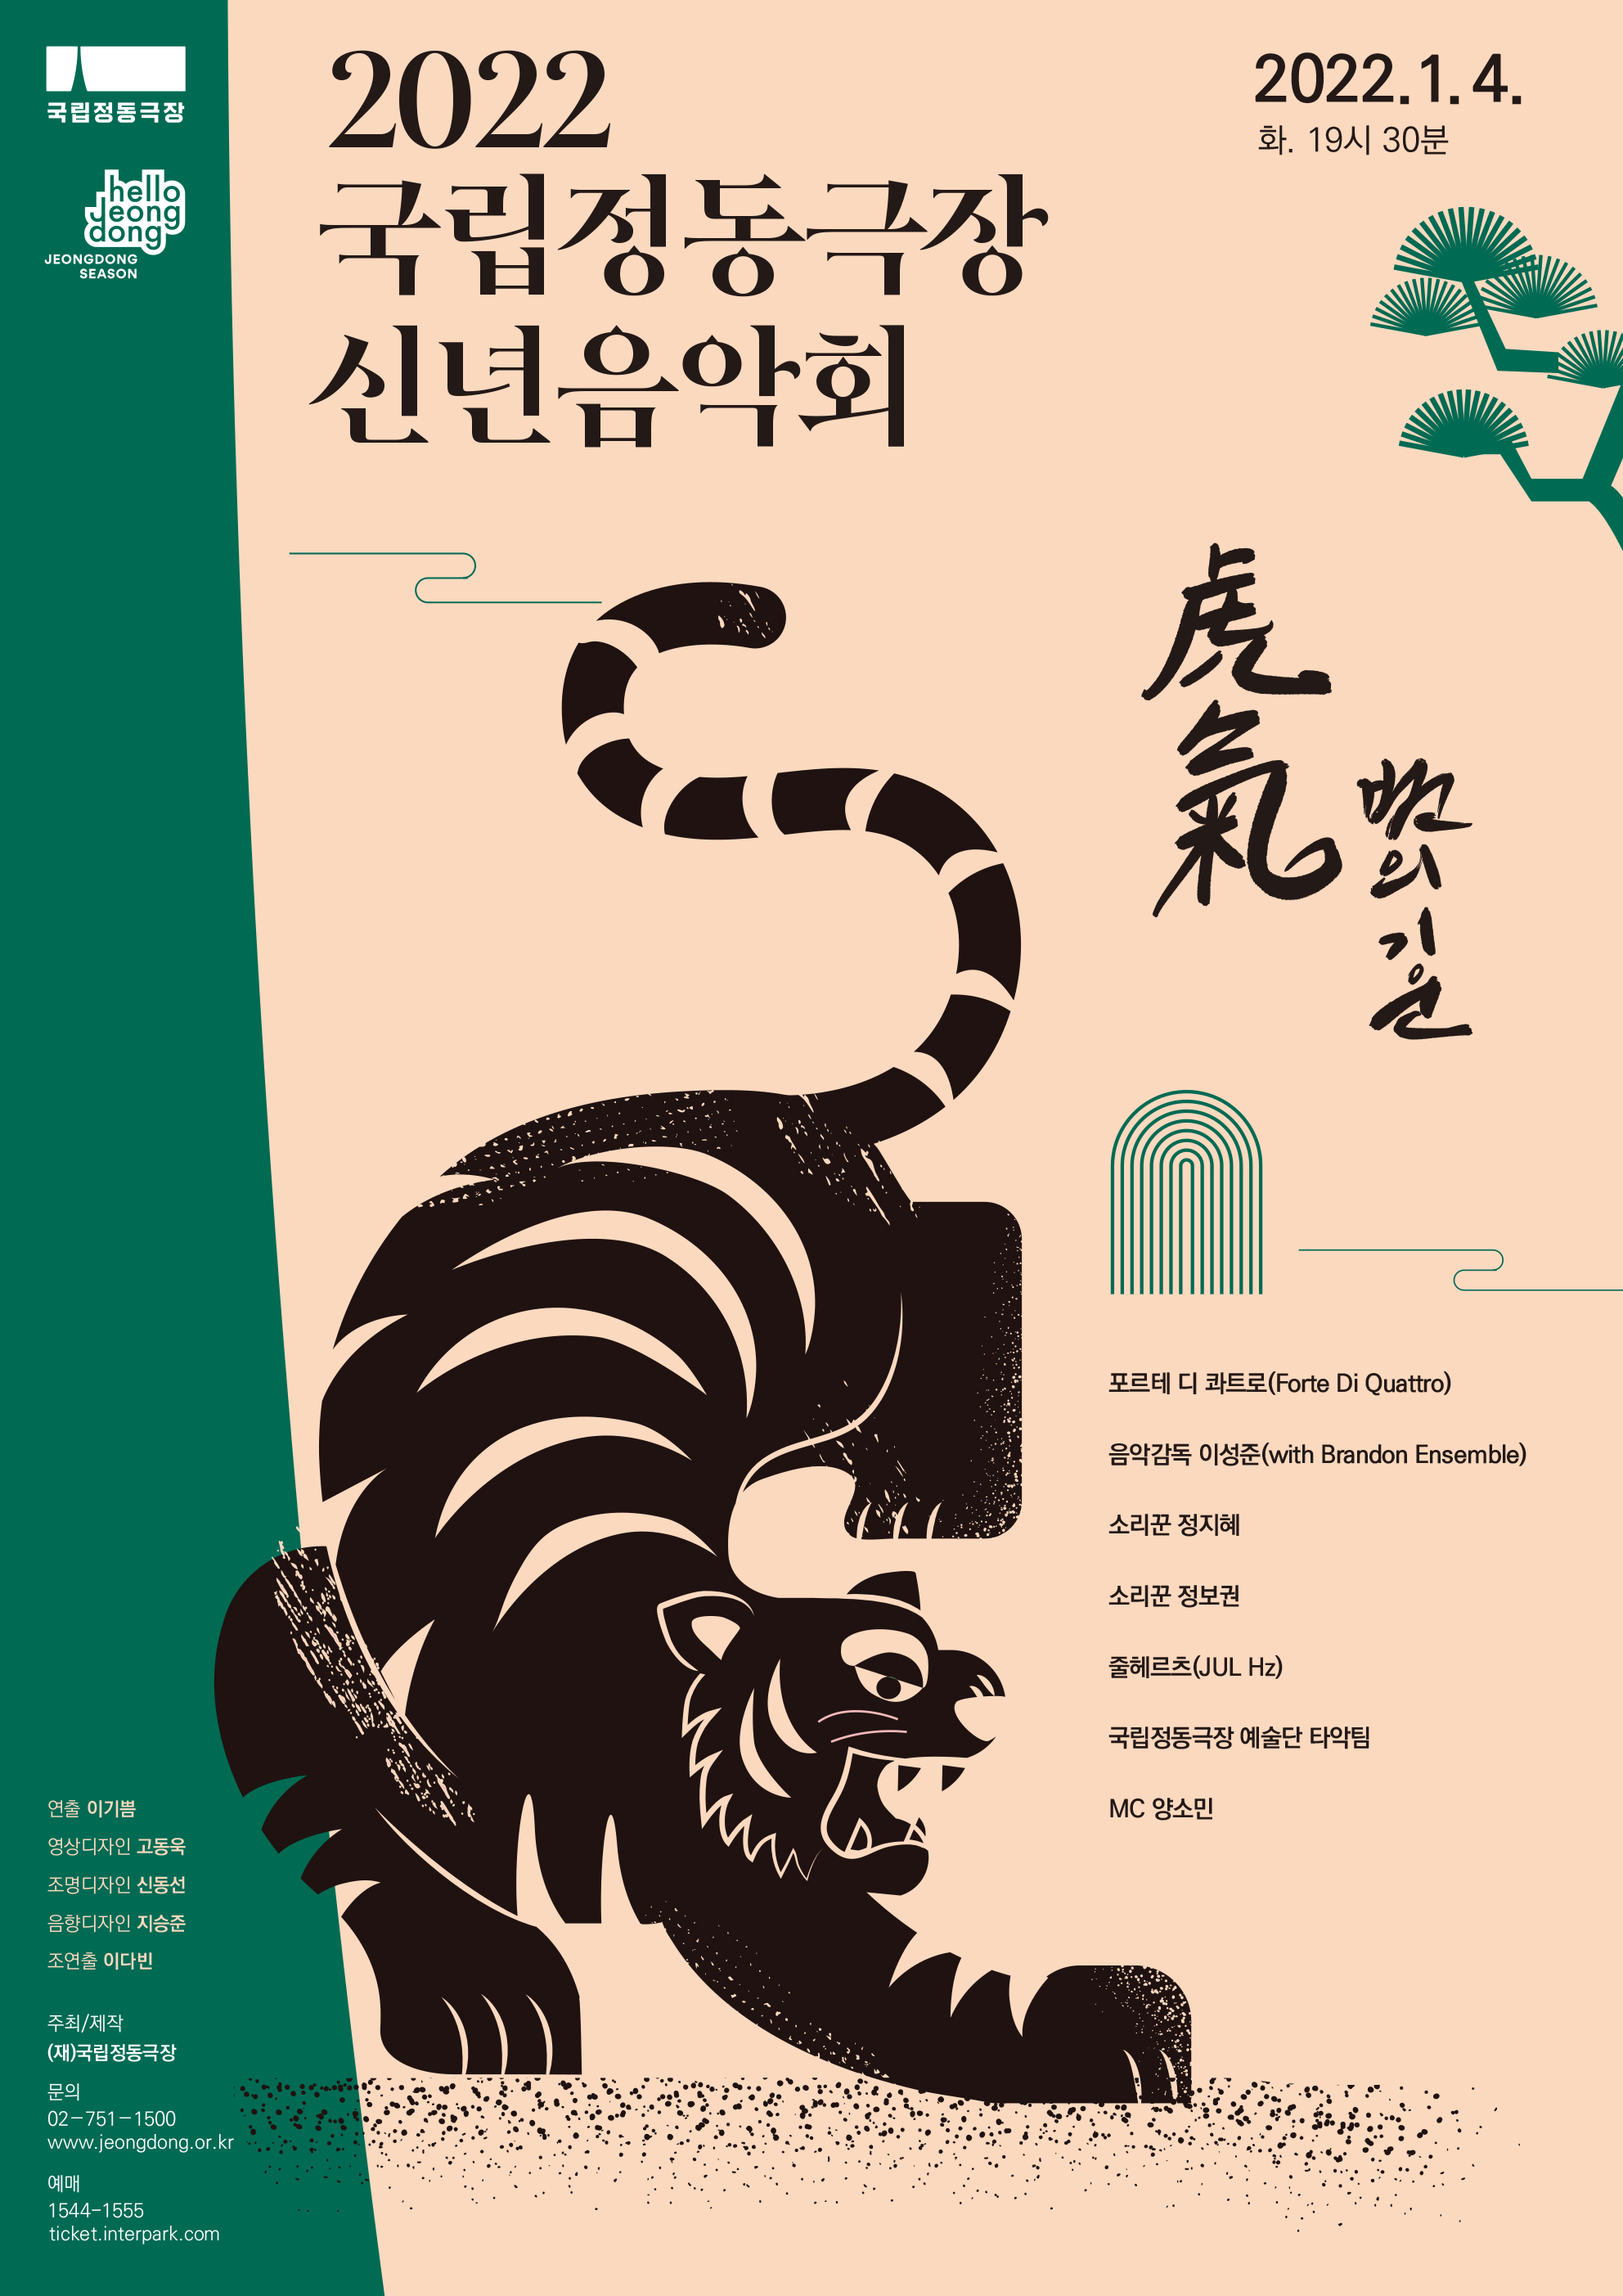 국립정동극장
hello
Jeong
dong
JEONGDONG
SEASON
2022
국립정동극장
신년음악회
2022.1.4.
화. 19시 30분
虎氣
범의 기운
포르테 디 콰트로(Forte Di Quattro)
음악감독 이성준(with Brandon Ensemble)
소리꾼 정지혜
소리꾼 정보권
줄헤르츠(JUL Hz)
국립정동극장 예술단 타악팀
MC 양소민
연출 이기쁨
영상디자인 고동욱
조명디자인 신동선
음향디자인 지승준
조연출 이다빈
주최/제작
(재)국립정동극장
문의
02-751-1500
www.jeongdong.or.kr
예매
1544-1555
ticket.interpark.com